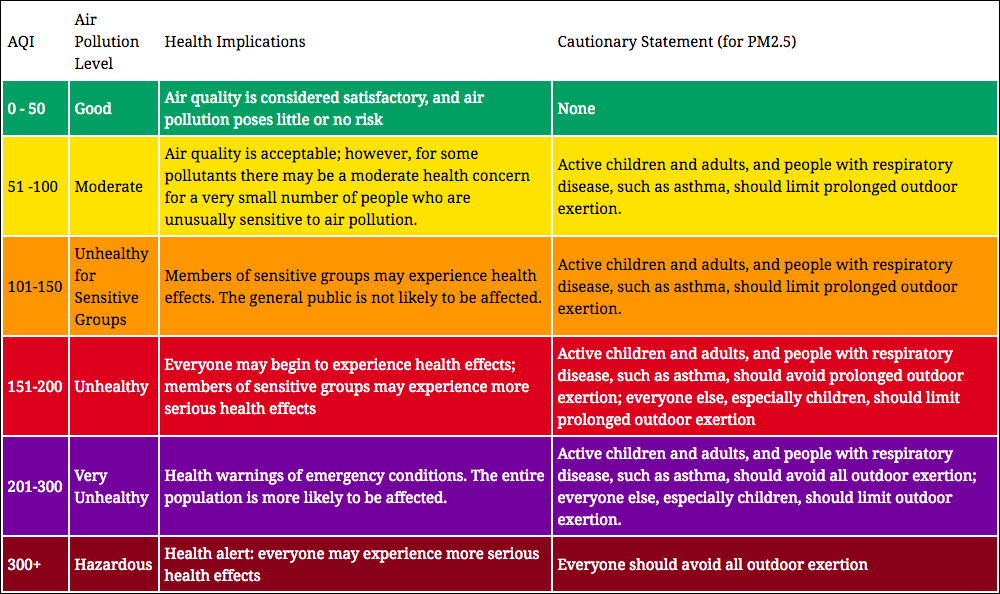 AQI
Air
Pollution
Level
Health Implications
Cautionary Statement (for PM2.5)
0 - 50
Good
Air quality is considered satisfactory, and air
pollution poses little or no risk
None
51 -100
Moderate
Air quality is acceptable; however, for some
pollutants there may be a moderate health concern
for a very small number of people who are
unusually sensitive to air pollution.
Active children and adults, and people with respiratory
disease, such as asthma, should limit prolonged outdoor
exertion.
101-150
Unhealthy
for
Sensitive
Groups
Members of sensitive groups may experience health
effects. The general public is not likely to be affected.
Active children and adults, and people with respiratory
disease, such as asthma, should limit prolonged outdoor
exertion.
151-200
Unhealthy
Everyone may begin to experience health effects;
members of sensitive groups may experience more
serious health effects
Active children and adults, and people with respiratory
disease, such as asthma, should avoid prolonged outdoor
exertion; everyone else, especially children, should limit
prolonged outdoor exertion
201-300
Very
Unhealthy
Health warnings of emergency conditions. The entire
population is more likely to be affected.
Active children and adults, and people with respiratory
disease, such as asthma, should avoid all outdoor exertion;
everyone else, especially children, should limit outdoor
exertion.
300+
Hazardous
Health alert: everyone may experience more serious
health effects
Everyone should avoid all outdoor exertion